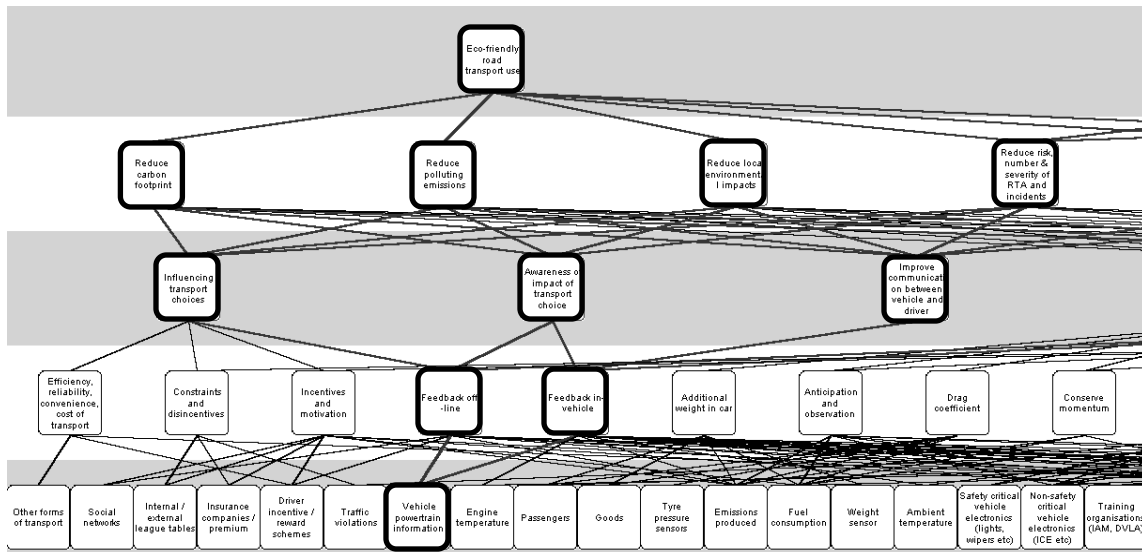 Eco-friendly
road
transport use
Reduce
carbon
footprint
Reduce
polluting
emissions
Reduce loca
environment
l impacts
Reduce risk,
number &
severity of
RTA and
incidents
Influencing
transport
choices
Awareness o
impact of
transport
choice
Improve
communicat
on between
vehicle and
driver
Efficiency,
reliability,
convenience,
cost of
transport
Constraints
and
disincentives
Incentives
and
motivation
Feedback off
-line
Feedback in-
vehicle
Additional
weight in car
Anticipation
and
observation
Drag
coefficient
Conserve
momentum
Other forms
of transport
Social
networks
Internal /
external
league tables
Insurance
companies /
premium
Driver
incentive /
reward
schemes
Traffic
violations
Vehicle
powertrain
information
Engine
temperature
Passengers
Goods
Tyre
pressure
sensors
Emissions
produced
Fuel
consumption
Weight
sensor
Ambient
temperature
Safety critical
vehicle
electronics
(lights,
wipers etc)
Non-safety
critical
vehicle
electronics
(ICE etc)
Training
organisations
(IAM, DVLA)